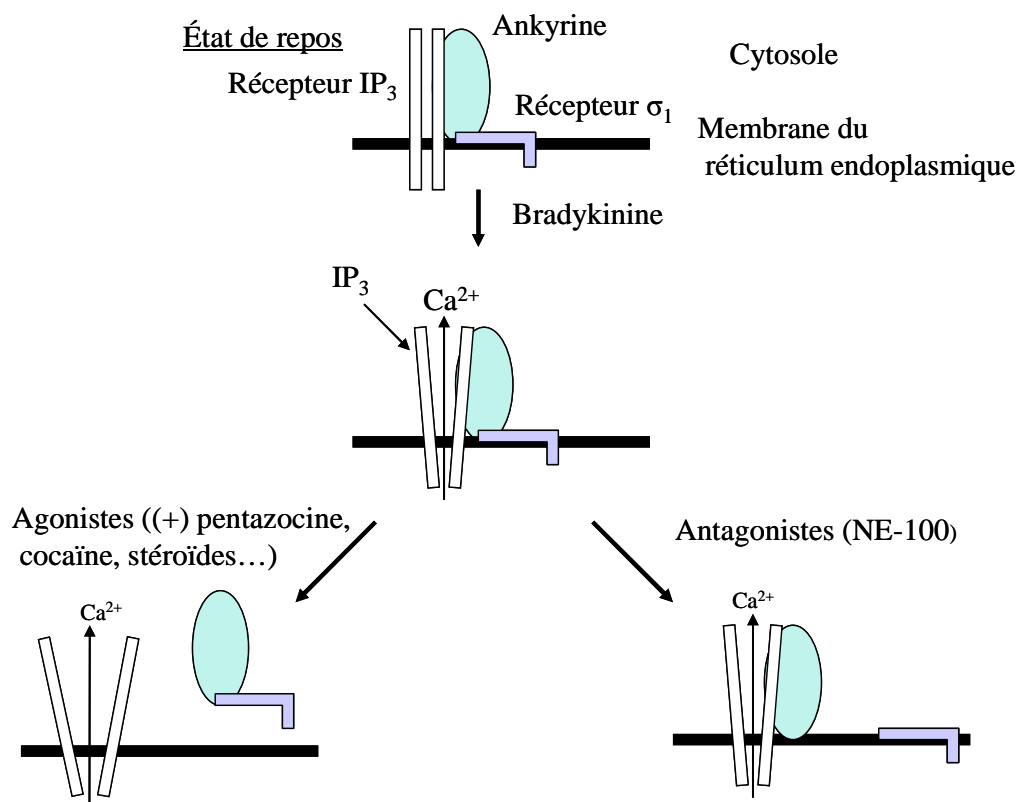 État de repos
Ankyrine
Cytosole
Récepteur IP₃
Récepteur σ₁
Membrane du
réticulum endoplasmique
Bradykinine
IP₃
Ca²⁺
Agonistes ((+) pentazocine,
cocaïne, stéroïdes…)
Antagonistes (NE-100)
Ca²⁺
Ca²⁺